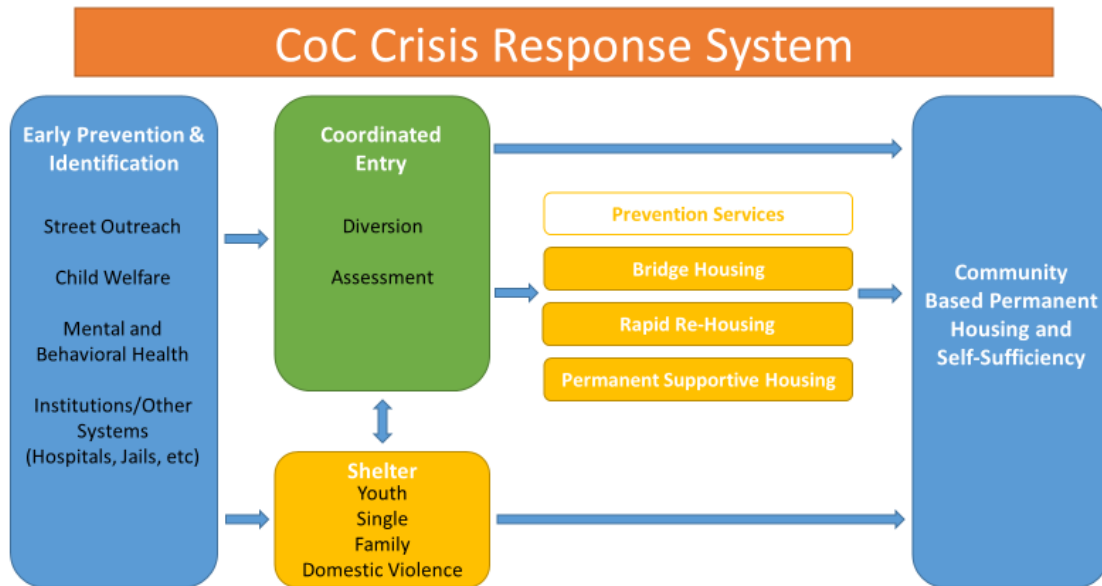 CoC Crisis Response System
Early Prevention &
Identification
Street Outreach
Child Welfare
Mental and
Behavioral Health
Institutions/Other
Systems
(Hospitals, Jails, etc)
Coordinated
Entry
Diversion
Assessment
Shelter
Youth
Single
Family
Domestic Violence
Prevention Services
Bridge Housing
Rapid Re-Housing
Permanent Supportive Housing
Community
Based Permanent
Housing and
Self-Sufficiency